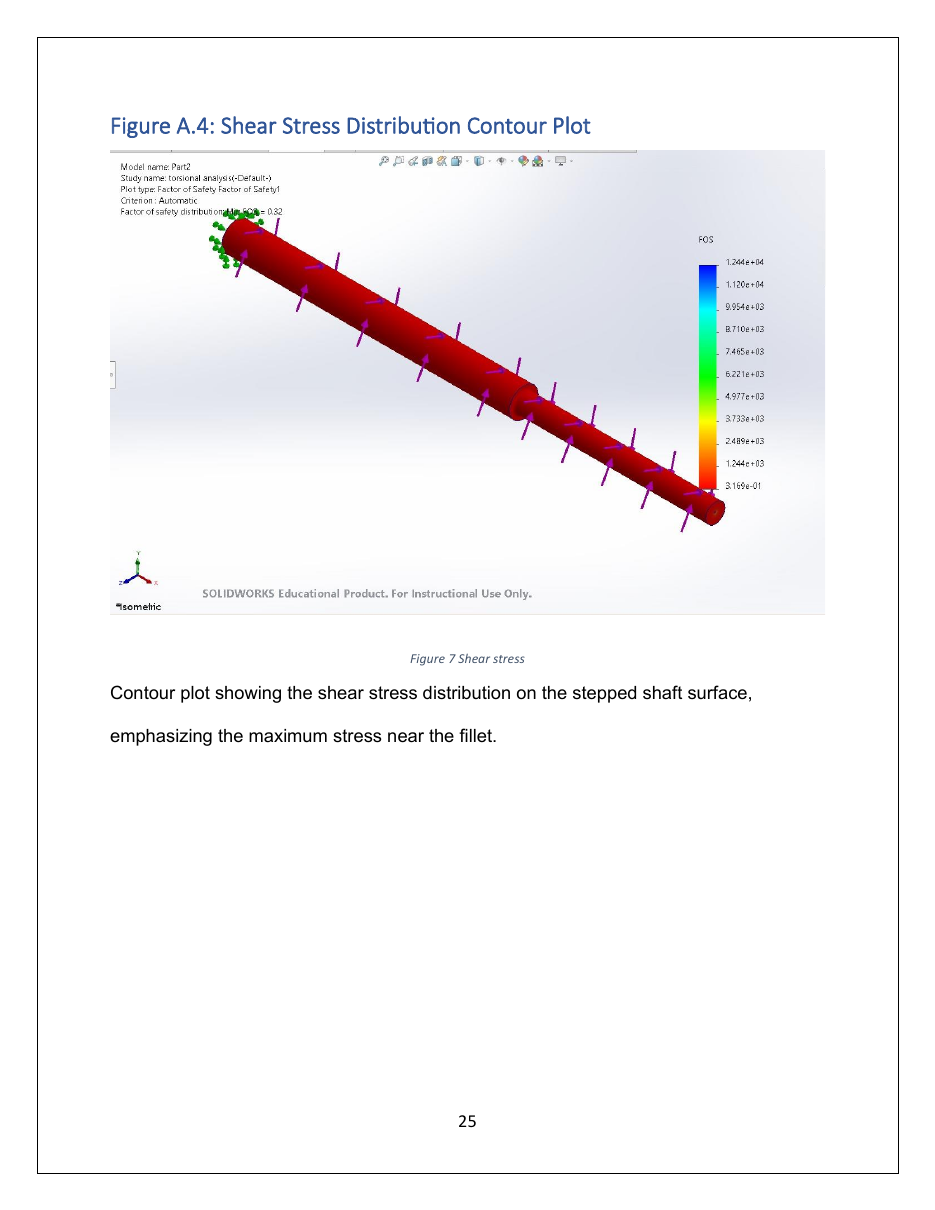 Figure A.4: Shear Stress Distribution Contour Plot
Model name: Part2
Study name: torsional analysis(-Default-)
Plot type: Factor of Safety Factor of Safety1
Criterion : Automatic
Factor of safety distribution: Min FOS = 0.32
FOS
1.244e+04
1.120e+04
9.954e+03
8.710e+03
7.465e+03
6.221e+03
4.977e+03
3.733e+03
2.489e+03
1.244e+03
3.169e-01
Y
Z
X
*Isometric
SOLIDWORKS Educational Product. For Instructional Use Only.
Figure 7 Shear stress
Contour plot showing the shear stress distribution on the stepped shaft surface,
emphasizing the maximum stress near the fillet.
25